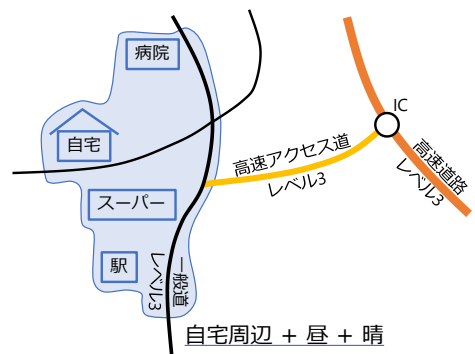 病院
自宅
スーパー
駅
一般道
レベル3
高速アクセス道
レベル3
IC
高速道路
レベル3
自宅周辺 + 昼 + 晴